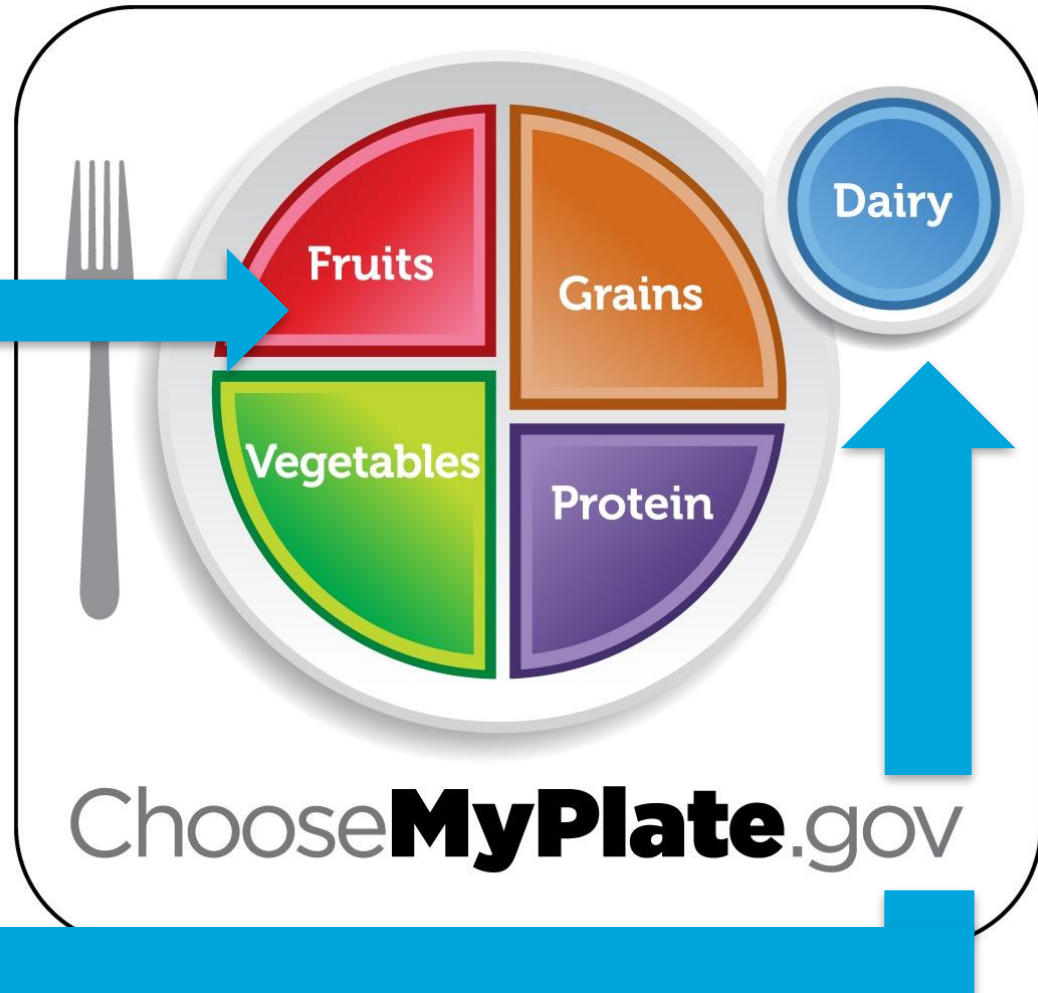 Dairy
Fruits
Grains
Vegetables
Protein
ChooseMyPlate.gov